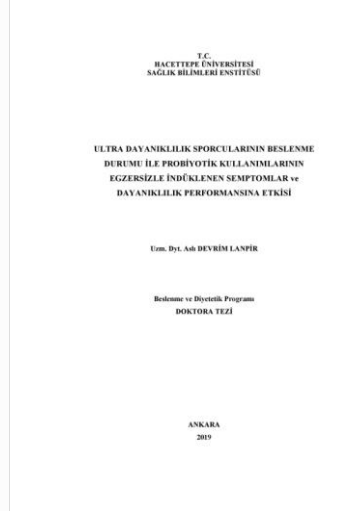 T.C.
HACETTEPE ÜNİVERSİTESİ
SAĞLIK BİLİMLERİ ENSTİTÜSÜ
ULTRA DAYANIKLILIK SPORCULARININ BESLENME
DURUMU İLE PROBİYOTİK KULLANIMLARININ
EGZERSİZLE İNDÜKLENEN SEMPTOMLAR ve
DAYANIKLILIK PERFORMANSINA ETKİSİ
Uzm. Dyt. Aslı DEVRİM LANPİR
Beslenme ve Diyetetik Programı
DOKTORA TEZİ
ANKARA
2019